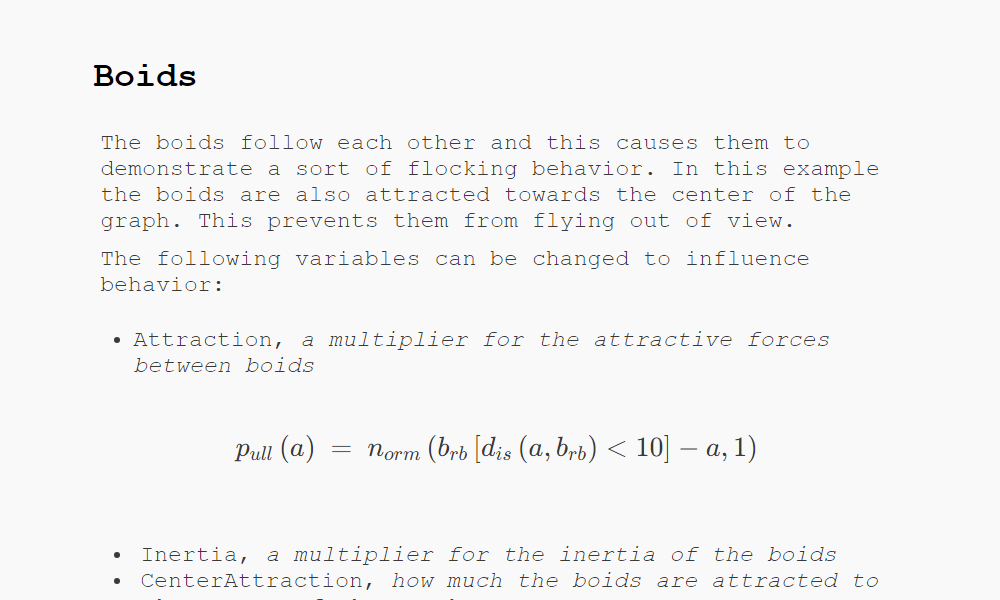 Boids
The boids follow each other and this causes them to
demonstrate a sort of flocking behavior. In this example
the boids are also attracted towards the center of the
graph. This prevents them from flying out of view.
The following variables can be changed to influence
behavior:
• Attraction, a multiplier for the attractive forces
between boids
p_{ull} (a) = n_{orm} (b_{rb} [d_{is} (a, b_{rb}) < 10] − a, 1)
• Inertia, a multiplier for the inertia of the boids
• CenterAttraction, how much the boids are attracted to